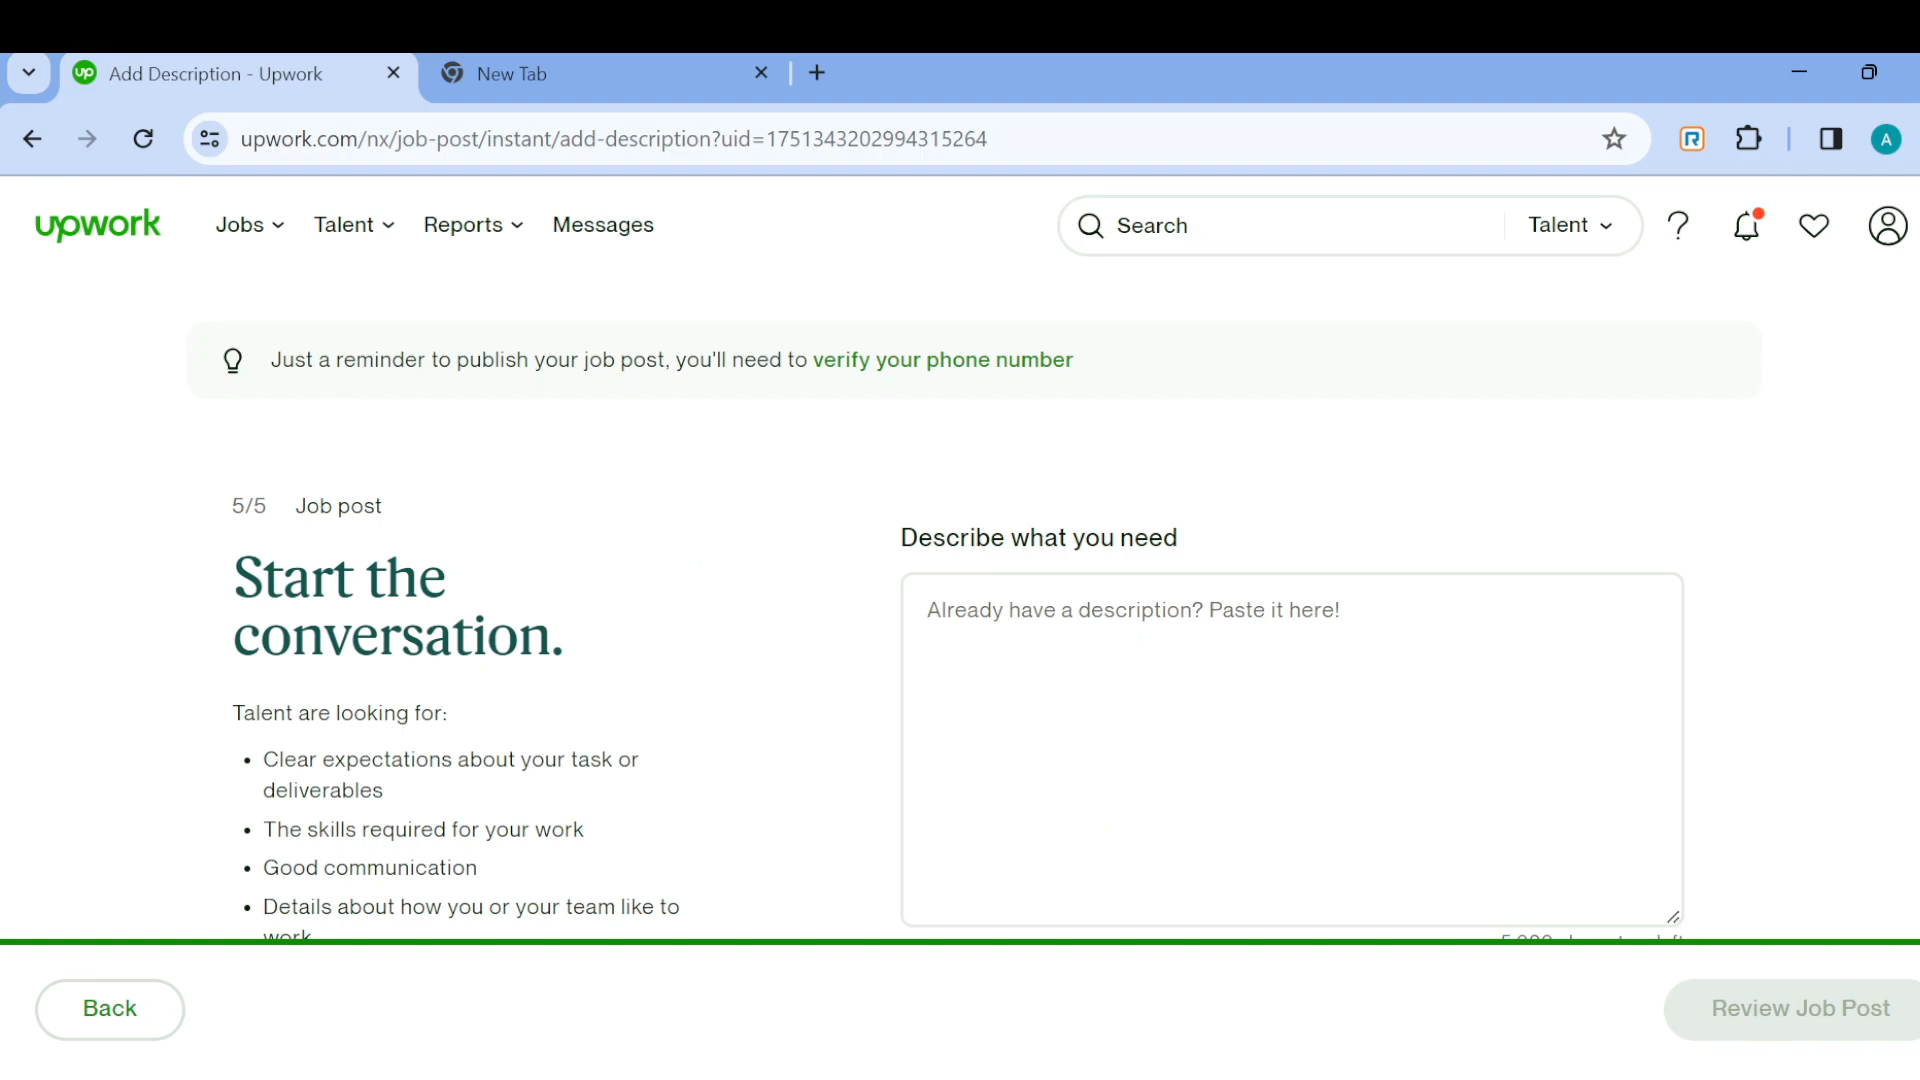 up Add Description - Upwork
New Tab
upwork.com/nx/job-post/instant/add-description?uid=1751343202994315264
A
upwork
Jobs
Talent
Reports
Messages
Search
Talent
Just a reminder to publish your job post, you'll need to verify your phone number
5/5 Job post
Start the
conversation.
Talent are looking for:
• Clear expectations about your task or
deliverables
• The skills required for your work
• Good communication
• Details about how you or your team like to
work
Describe what you need
Already have a description? Paste it here!
Back
Review Job Post